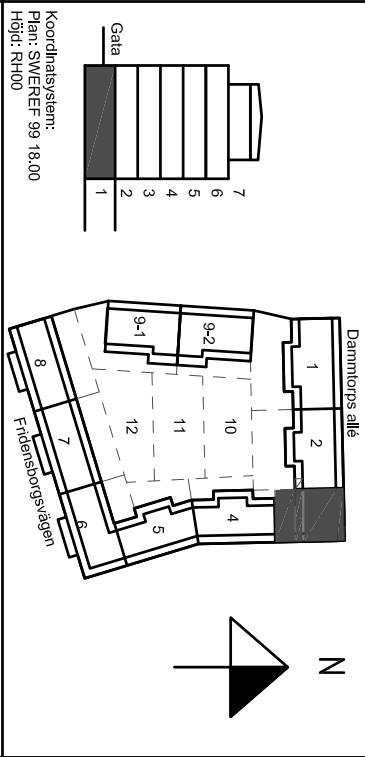 Gata
7
6
5
4
3
2
1
Koordinatsystem:
Plan: SWEREF 99 18.00
Höjd: RH00
Dammtorps allé
1
2
9-1
9-2
10
11
12
4
5
6
7
8
Fridensborgsvägen
N